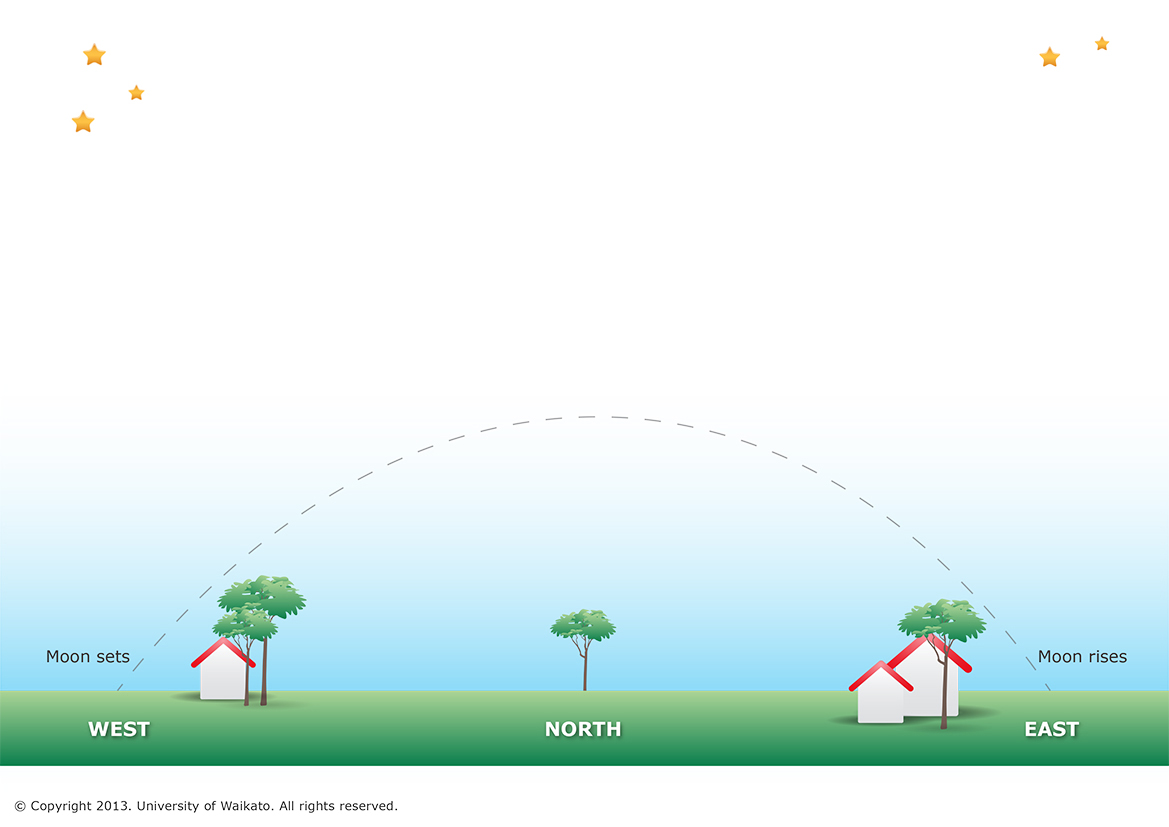 Moon sets
Moon rises
WEST
NORTH
EAST
© Copyright 2013. University of Waikato. All rights reserved.